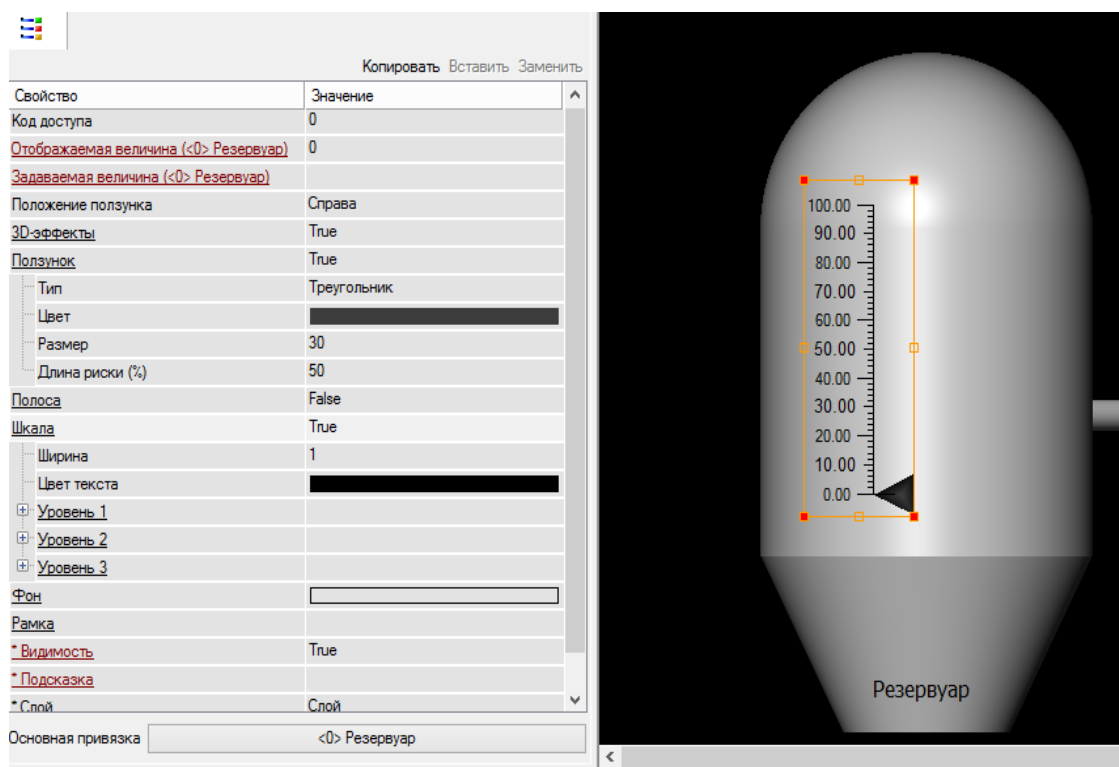 Копировать Вставить Заменить
Свойство Значение
Код доступа 0
Отображаемая величина (<0> Резервуар) 0
Задаваемая величина (<0> Резервуар)
Положение ползунка Справа
3D-эффекты True
Ползунок True
Тип Треугольник
Цвет
Размер 30
Длина риски (%) 50
Полоса False
Шкала True
Ширина 1
Цвет текста
Уровень 1
Уровень 2
Уровень 3
Фон
Рамка
* Видимость True
* Подсказка
* Слой Слой
Основная привязка <0> Резервуар
100.00
90.00
80.00
70.00
60.00
50.00
40.00
30.00
20.00
10.00
0.00
Резервуар